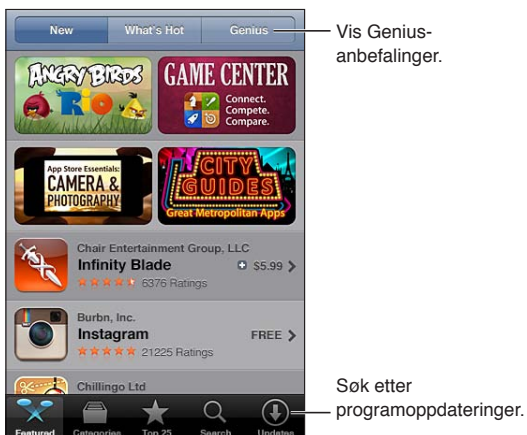 New What's Hot Genius
Vis Genius-
anbefalinger.
ANGRY BIRDS
RIO
GAME CENTER
Connect.
Compete.
Compare.
App Store Essentials:
CAMERA &
PHOTOGRAPHY
CITY
GUIDES
Great Metropolitan Apps
Chair Entertainment Group, LLC
Infinity Blade
$5.99
6376 Ratings
Burbn, Inc.
Instagram
FREE
21225 Ratings
Chillingo Ltd
Featured Categories Top 25 Search Updates
Søk etter
programoppdateringer.